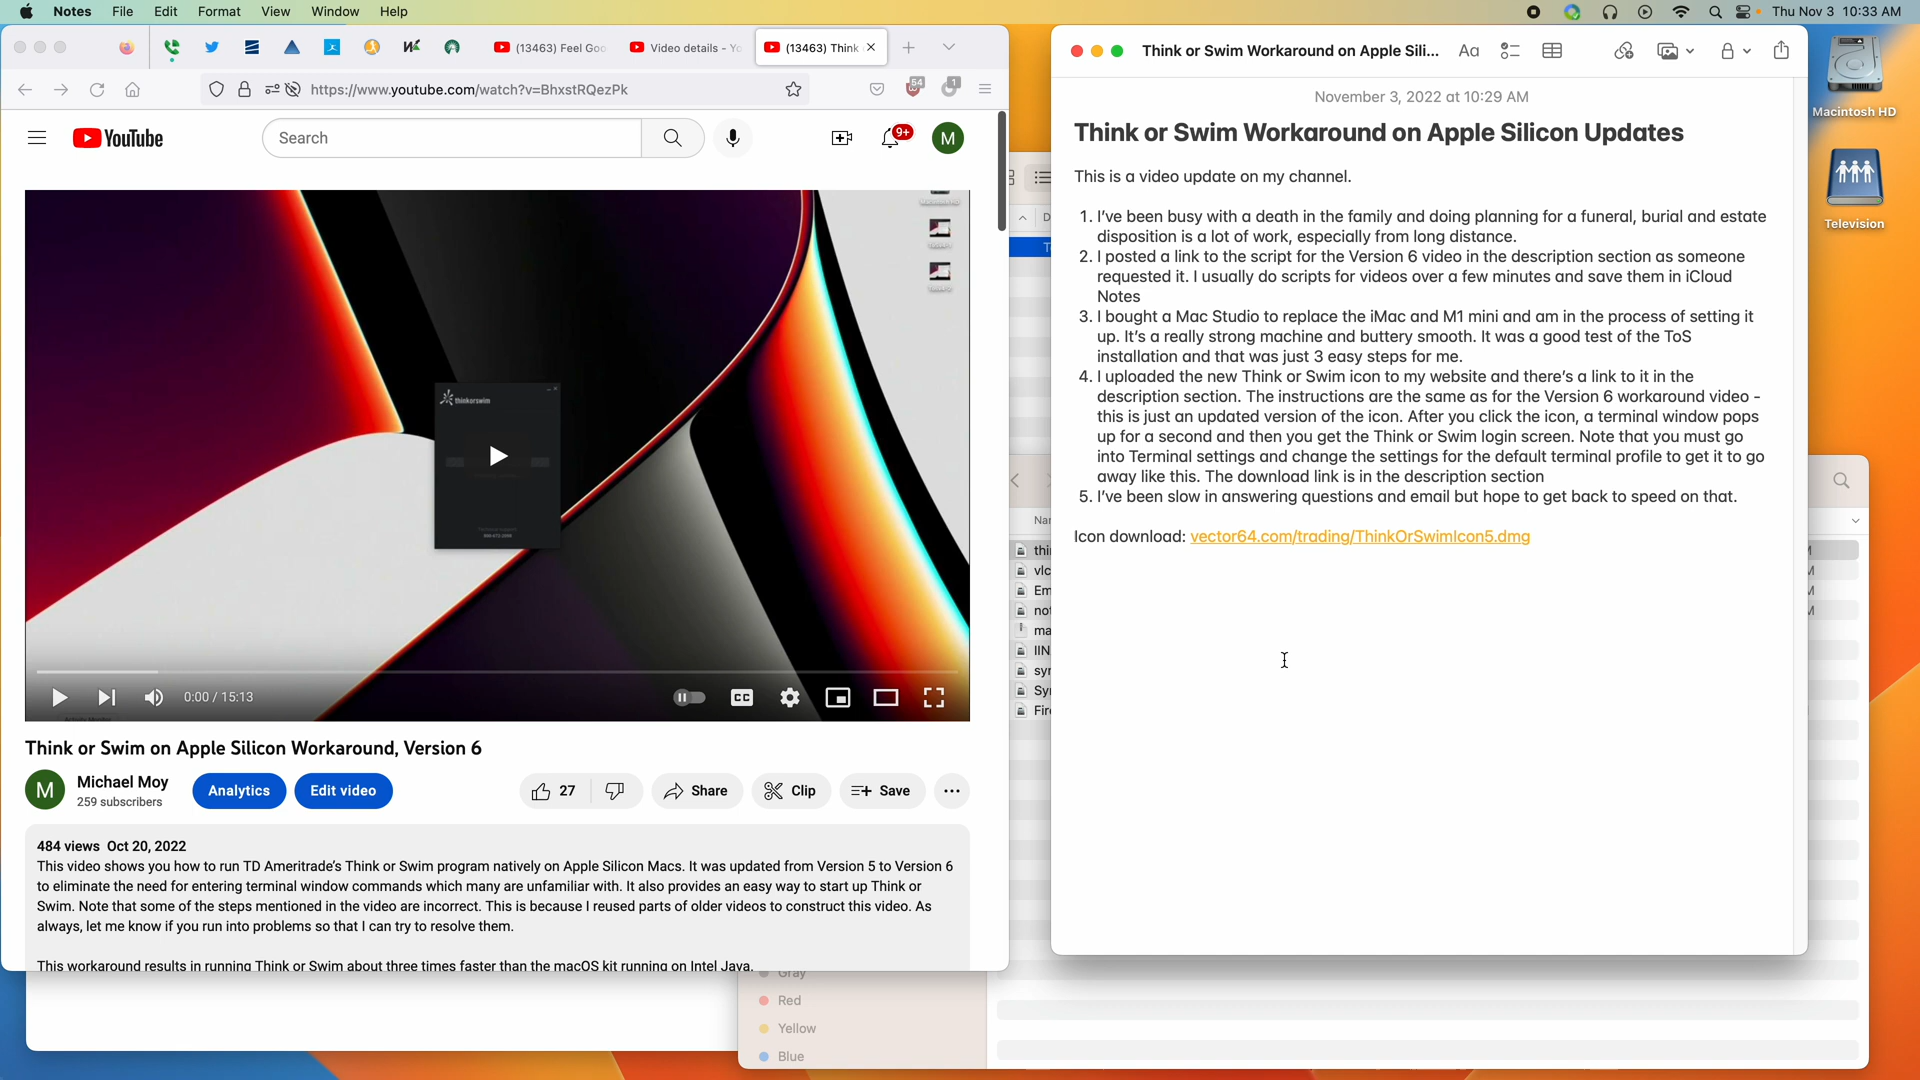 Notes File Edit Format View Window Help
Thu Nov 3 10:33 AM
(13463) Feel Goo
Video details - Yo
(13463) Think
https://www.youtube.com/watch?v=BhxstRQezPk
54
1
YouTube
Search
9+
M
thinkorswim
0:00 / 15:13
CC
Think or Swim on Apple Silicon Workaround, Version 6
M
Michael Moy
259 subscribers
Analytics
Edit video
27
Share
Clip
Save
484 views Oct 20, 2022
This video shows you how to run TD Ameritrade's Think or Swim program natively on Apple Silicon Macs. It was updated from Version 5 to Version 6
to eliminate the need for entering terminal window commands which many are unfamiliar with. It also provides an easy way to start up Think or
Swim. Note that some of the steps mentioned in the video are incorrect. This is because I reused parts of older videos to construct this video. As
always, let me know if you run into problems so that I can try to resolve them.
This workaround results in running Think or Swim about three times faster than the macOS kit running on Intel Java.
Think or Swim Workaround on Apple Sili...
Aa
November 3, 2022 at 10:29 AM
Think or Swim Workaround on Apple Silicon Updates
This is a video update on my channel.
1. I've been busy with a death in the family and doing planning for a funeral, burial and estate
disposition is a lot of work, especially from long distance.
2. I posted a link to the script for the Version 6 video in the description section as someone
requested it. I usually do scripts for videos over a few minutes and save them in iCloud
Notes
3. I bought a Mac Studio to replace the iMac and M1 mini and am in the process of setting it
up. It's a really strong machine and buttery smooth. It was a good test of the ToS
installation and that was just 3 easy steps for me.
4. I uploaded the new Think or Swim icon to my website and there's a link to it in the
description section. The instructions are the same as for the Version 6 workaround video -
this is just an updated version of the icon. After you click the icon, a terminal window pops
up for a second and then you get the Think or Swim login screen. Note that you must go
into Terminal settings and change the settings for the default terminal profile to get it to go
away like this. The download link is in the description section
5. I've been slow in answering questions and email but hope to get back to speed on that.
Icon download: vector64.com/trading/ThinkOrSwimIcon5.dmg
Macintosh HD
Television
D
Nar
thi
vlc
Em
not
ma
IIN
syr
Syr
Fire
Gray
Red
Yellow
Blue